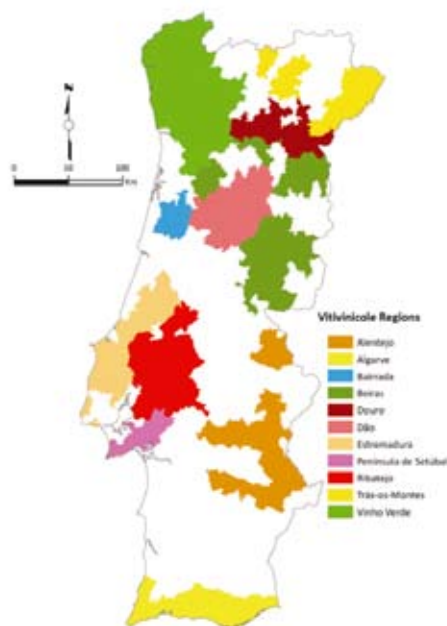 N
0 50 100
Km
Vitivinicole Regions
Alentejo
Algarve
Bairrada
Beiras
Douro
Dão
Estremadura
Península de Setúbal
Ribatejo
Trás-os-Montes
Vinho Verde